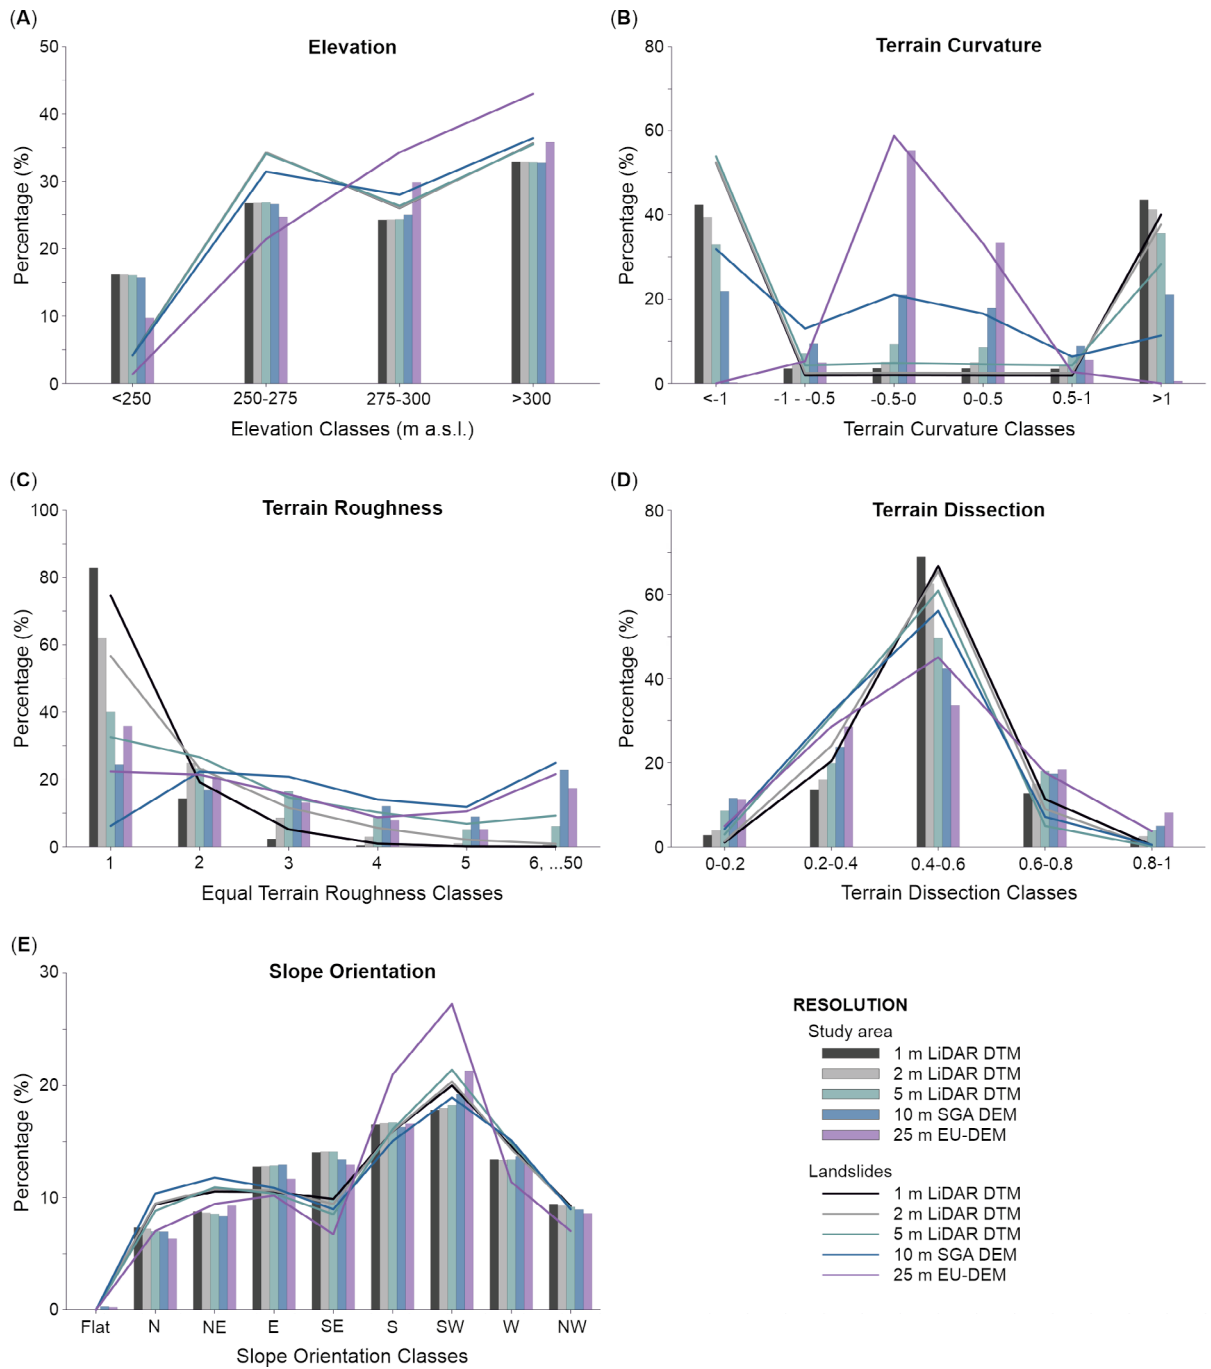 (A)
Elevation
Percentage (%)
50
40
30
20
10
0
<250
250-275
275-300
>300
Elevation Classes (m a.s.l.)
(B)
Terrain Curvature
Percentage (%)
80
60
40
20
0
<-1
-1 - -0.5
-0.5-0
0-0.5
0.5-1
>1
Terrain Curvature Classes
(C)
Terrain Roughness
Percentage (%)
100
80
60
40
20
0
1
2
3
4
5
6, ...50
Equal Terrain Roughness Classes
(D)
Terrain Dissection
Percentage (%)
80
60
40
20
0
0-0.2
0.2-0.4
0.4-0.6
0.6-0.8
0.8-1
Terrain Dissection Classes
(E)
Slope Orientation
Percentage (%)
30
20
10
0
Flat
N
NE
E
SE
S
SW
W
NW
Slope Orientation Classes
RESOLUTION
Study area
1 m LiDAR DTM
2 m LiDAR DTM
5 m LiDAR DTM
10 m SGA DEM
25 m EU-DEM
Landslides
1 m LiDAR DTM
2 m LiDAR DTM
5 m LiDAR DTM
10 m SGA DEM
25 m EU-DEM